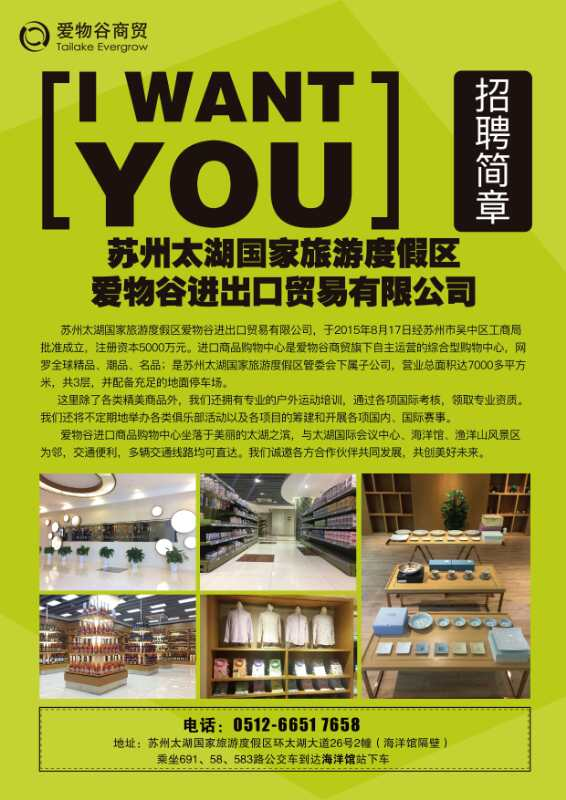 爱物谷商贸
Tailake Evergrow
I WANT
YOU
招聘简章
苏州太湖国家旅游度假区
爱物谷进出口贸易有限公司
苏州太湖国家旅游度假区爱物谷进出口贸易有限公司，于2015年8月17日经苏州市吴中区工商局
批准成立，注册资本5000万元。进口商品购物中心是爱物谷商贸旗下自主运营的综合型购物中心，网
罗全球精品、潮品、名品；是苏州太湖国家旅游度假区管委会下属子公司，营业总面积达7000多平方
米，共3层，并配备充足的地面停车场。
这里除了各类精美商品外，我们还拥有专业的户外运动培训，通过各项国际考核，领取专业资质。
我们还将不定期地举办各类俱乐部活动以及各项目的筹建和开展各项国内、国际赛事。
爱物谷进口商品购物中心坐落于美丽的太湖之滨，与太湖国际会议中心、海洋馆、渔洋山风景区
为邻，交通便利，多辆交通线路均可直达。我们诚邀各方合作伙伴共同发展，共创美好未来。
电话：0512-6651 7658
地址：苏州太湖国家旅游度假区环太湖大道26号2幢（海洋馆隔壁）
乘坐691、58、583路公交车到达海洋馆站下车